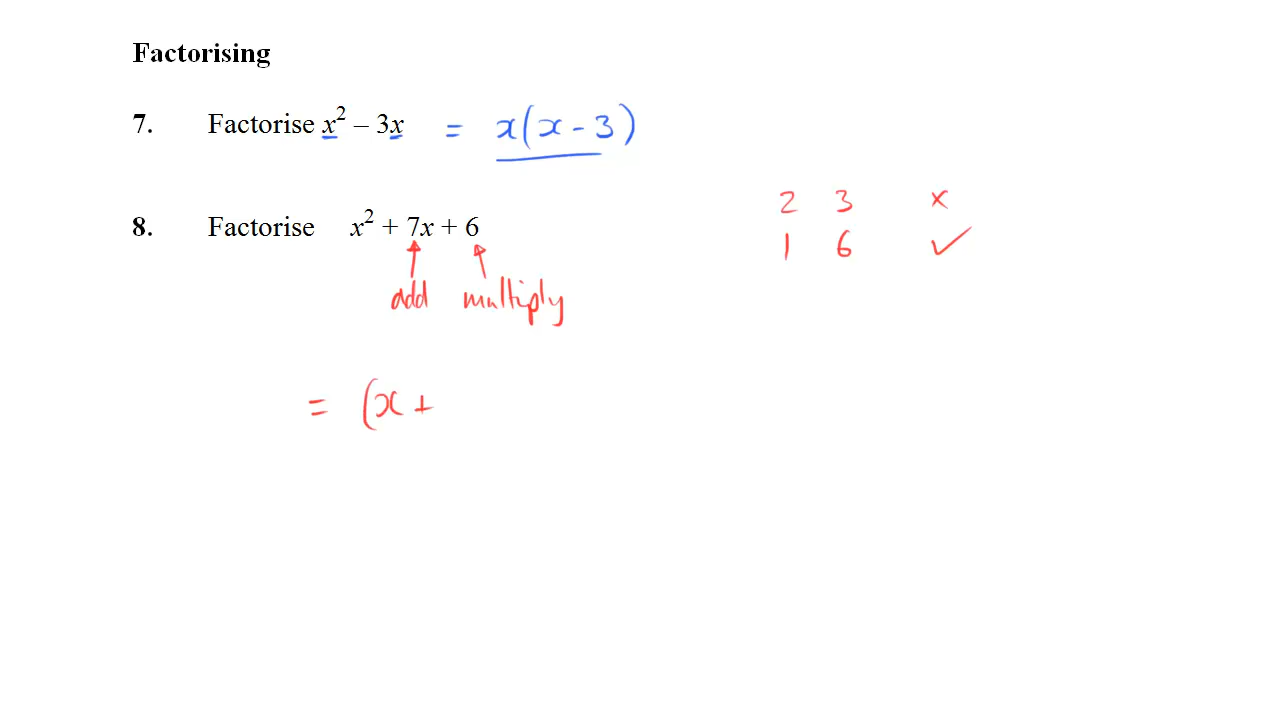 Factorising
7. Factorise x² – 3x = x(x - 3)
8. Factorise x² + 7x + 6
2 3 ×
1 6 ✓
add multiply
= (x +